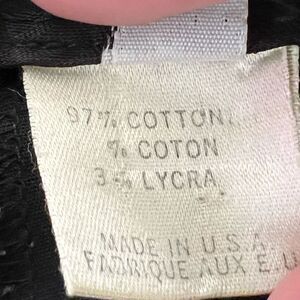 97% COTTON
% COTON
3% LYCRA
MADE IN U.S.A
FABRIQUE AUX E.U